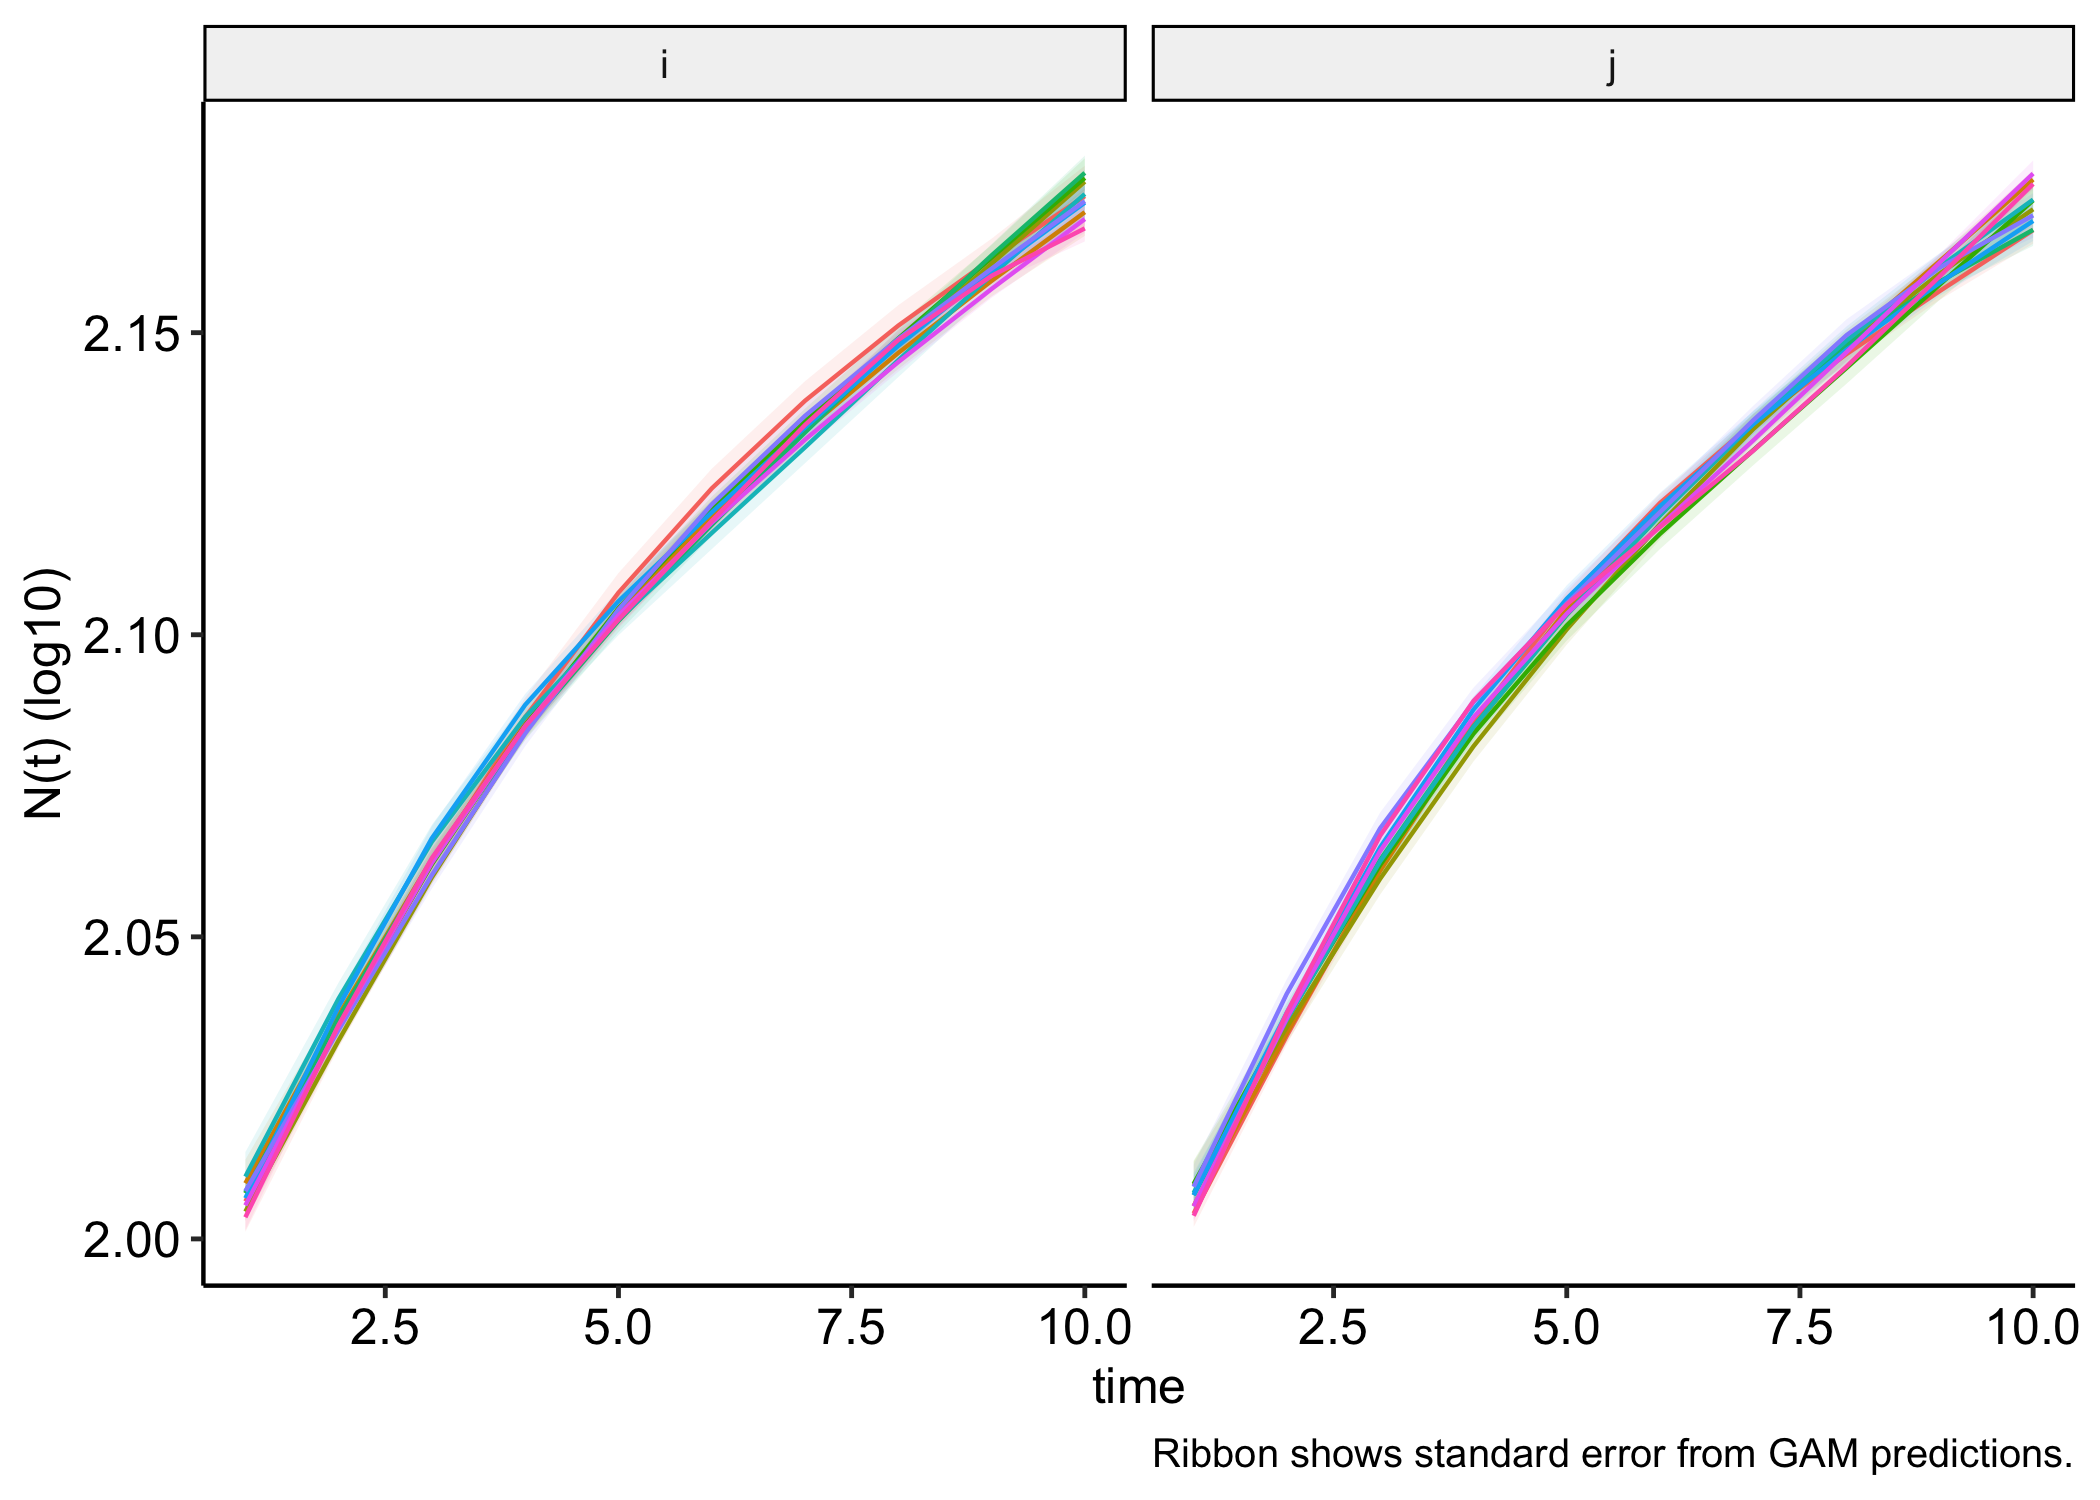 i
j
N(t) (log10)
2.15
2.10
2.05
2.00
2.5 5.0 7.5 10.0
2.5 5.0 7.5 10.0
time
Ribbon shows standard error from GAM predictions.